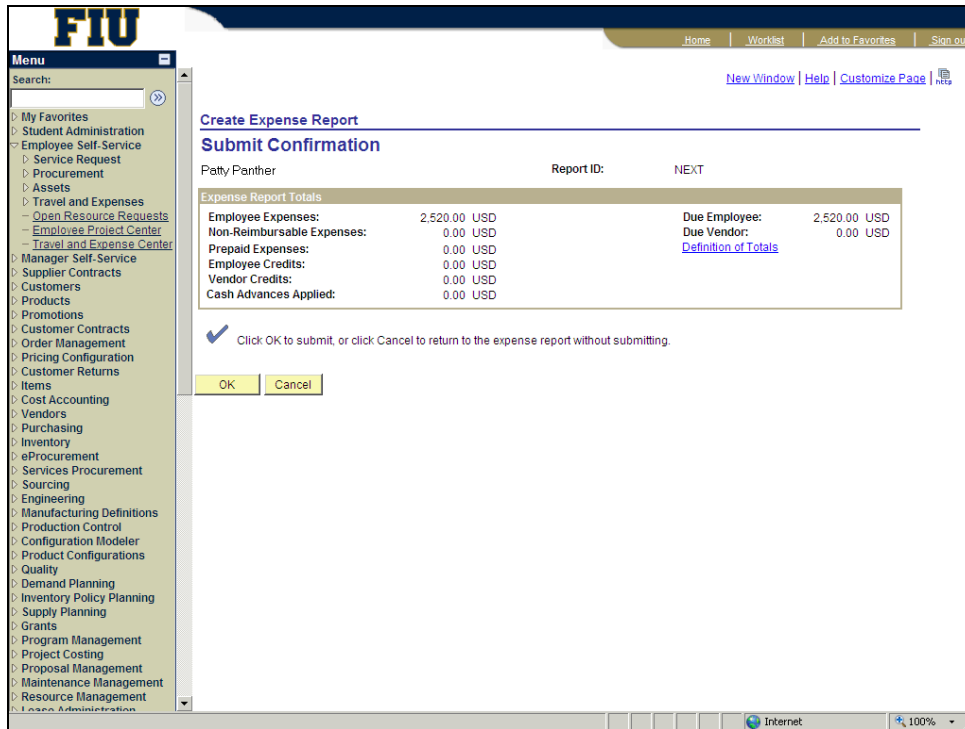 FIU
Home | Worklist | Add to Favorites | Sign ou
Menu
Search:
New Window | Help | Customize Page | http
My Favorites
Student Administration
Employee Self-Service
Service Request
Procurement
Assets
Travel and Expenses
Open Resource Requests
Employee Project Center
Travel and Expense Center
Manager Self-Service
Supplier Contracts
Customers
Products
Promotions
Customer Contracts
Order Management
Pricing Configuration
Customer Returns
Items
Cost Accounting
Vendors
Purchasing
Inventory
eProcurement
Services Procurement
Sourcing
Engineering
Manufacturing Definitions
Production Control
Configuration Modeler
Product Configurations
Quality
Demand Planning
Inventory Policy Planning
Supply Planning
Grants
Program Management
Project Costing
Proposal Management
Maintenance Management
Resource Management
Lease Administration
Create Expense Report
Submit Confirmation
Patty Panther Report ID: NEXT
Expense Report Totals
Employee Expenses: 2,520.00 USD Due Employee: 2,520.00 USD
Non-Reimbursable Expenses: 0.00 USD Due Vendor: 0.00 USD
Prepaid Expenses: 0.00 USD Definition of Totals
Employee Credits: 0.00 USD
Vendor Credits: 0.00 USD
Cash Advances Applied: 0.00 USD
Click OK to submit, or click Cancel to return to the expense report without submitting.
OK Cancel
Internet 100%